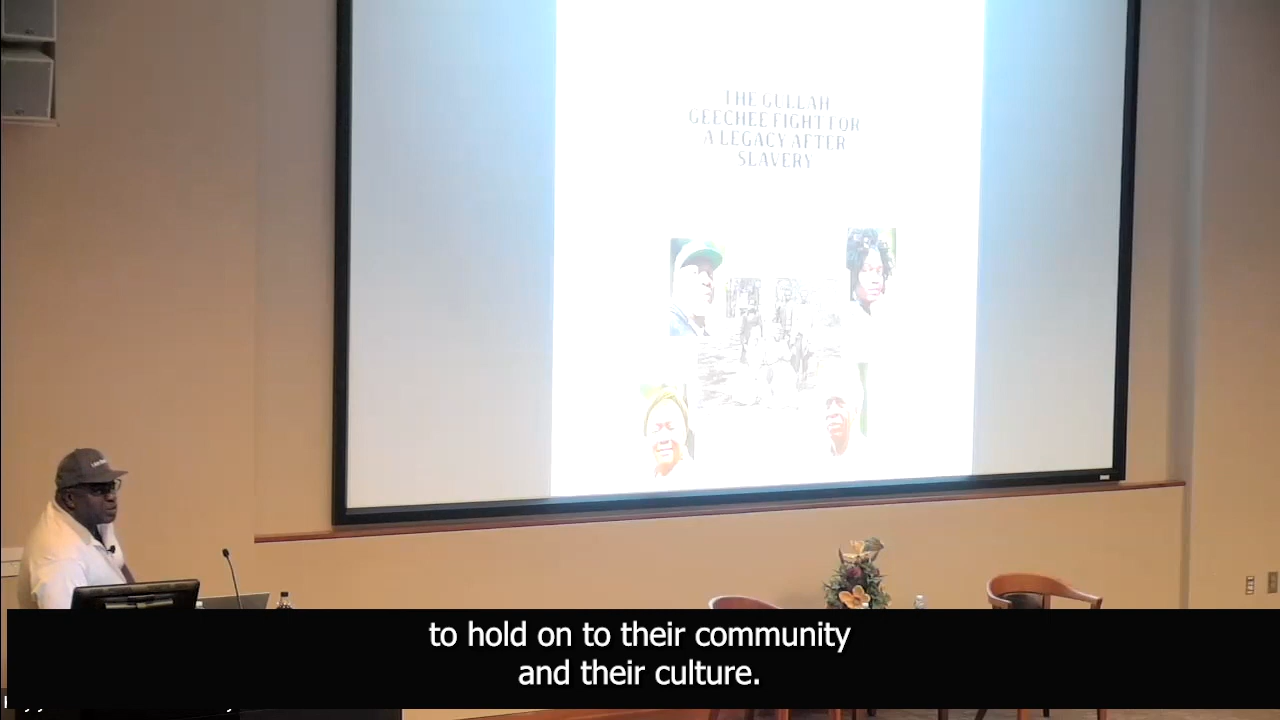 THE GULLAH
GEECHEE FIGHT FOR
A LEGACY AFTER
SLAVERY
to hold on to their community
and their culture.